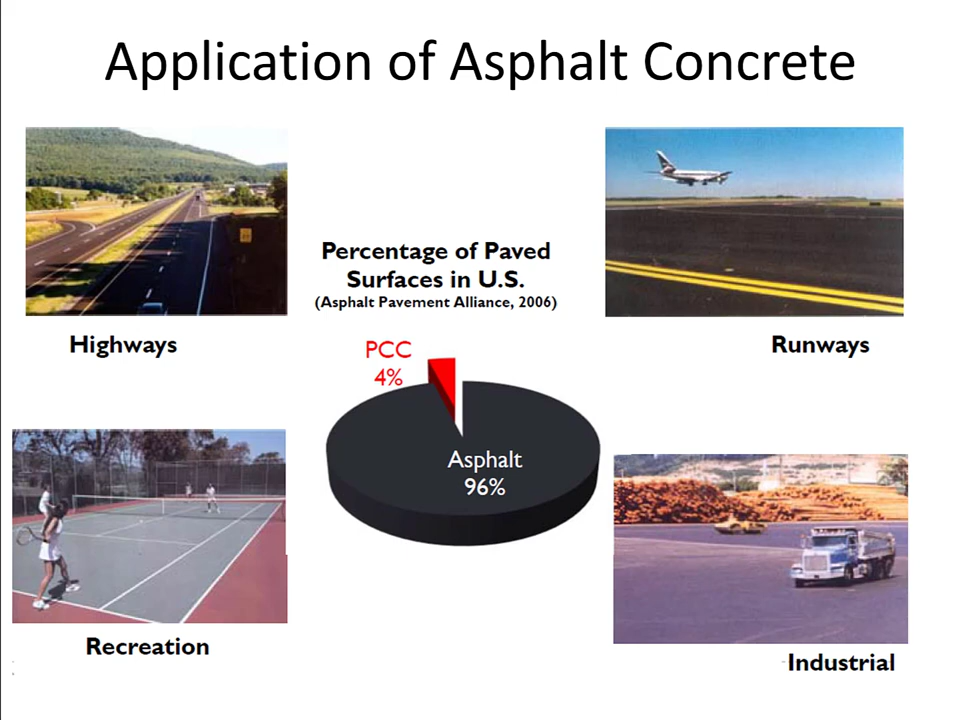 Application of Asphalt Concrete
Percentage of Paved
Surfaces in U.S.
(Asphalt Pavement Alliance, 2006)
Highways
Runways
PCC
4%
Asphalt
96%
Recreation
Industrial